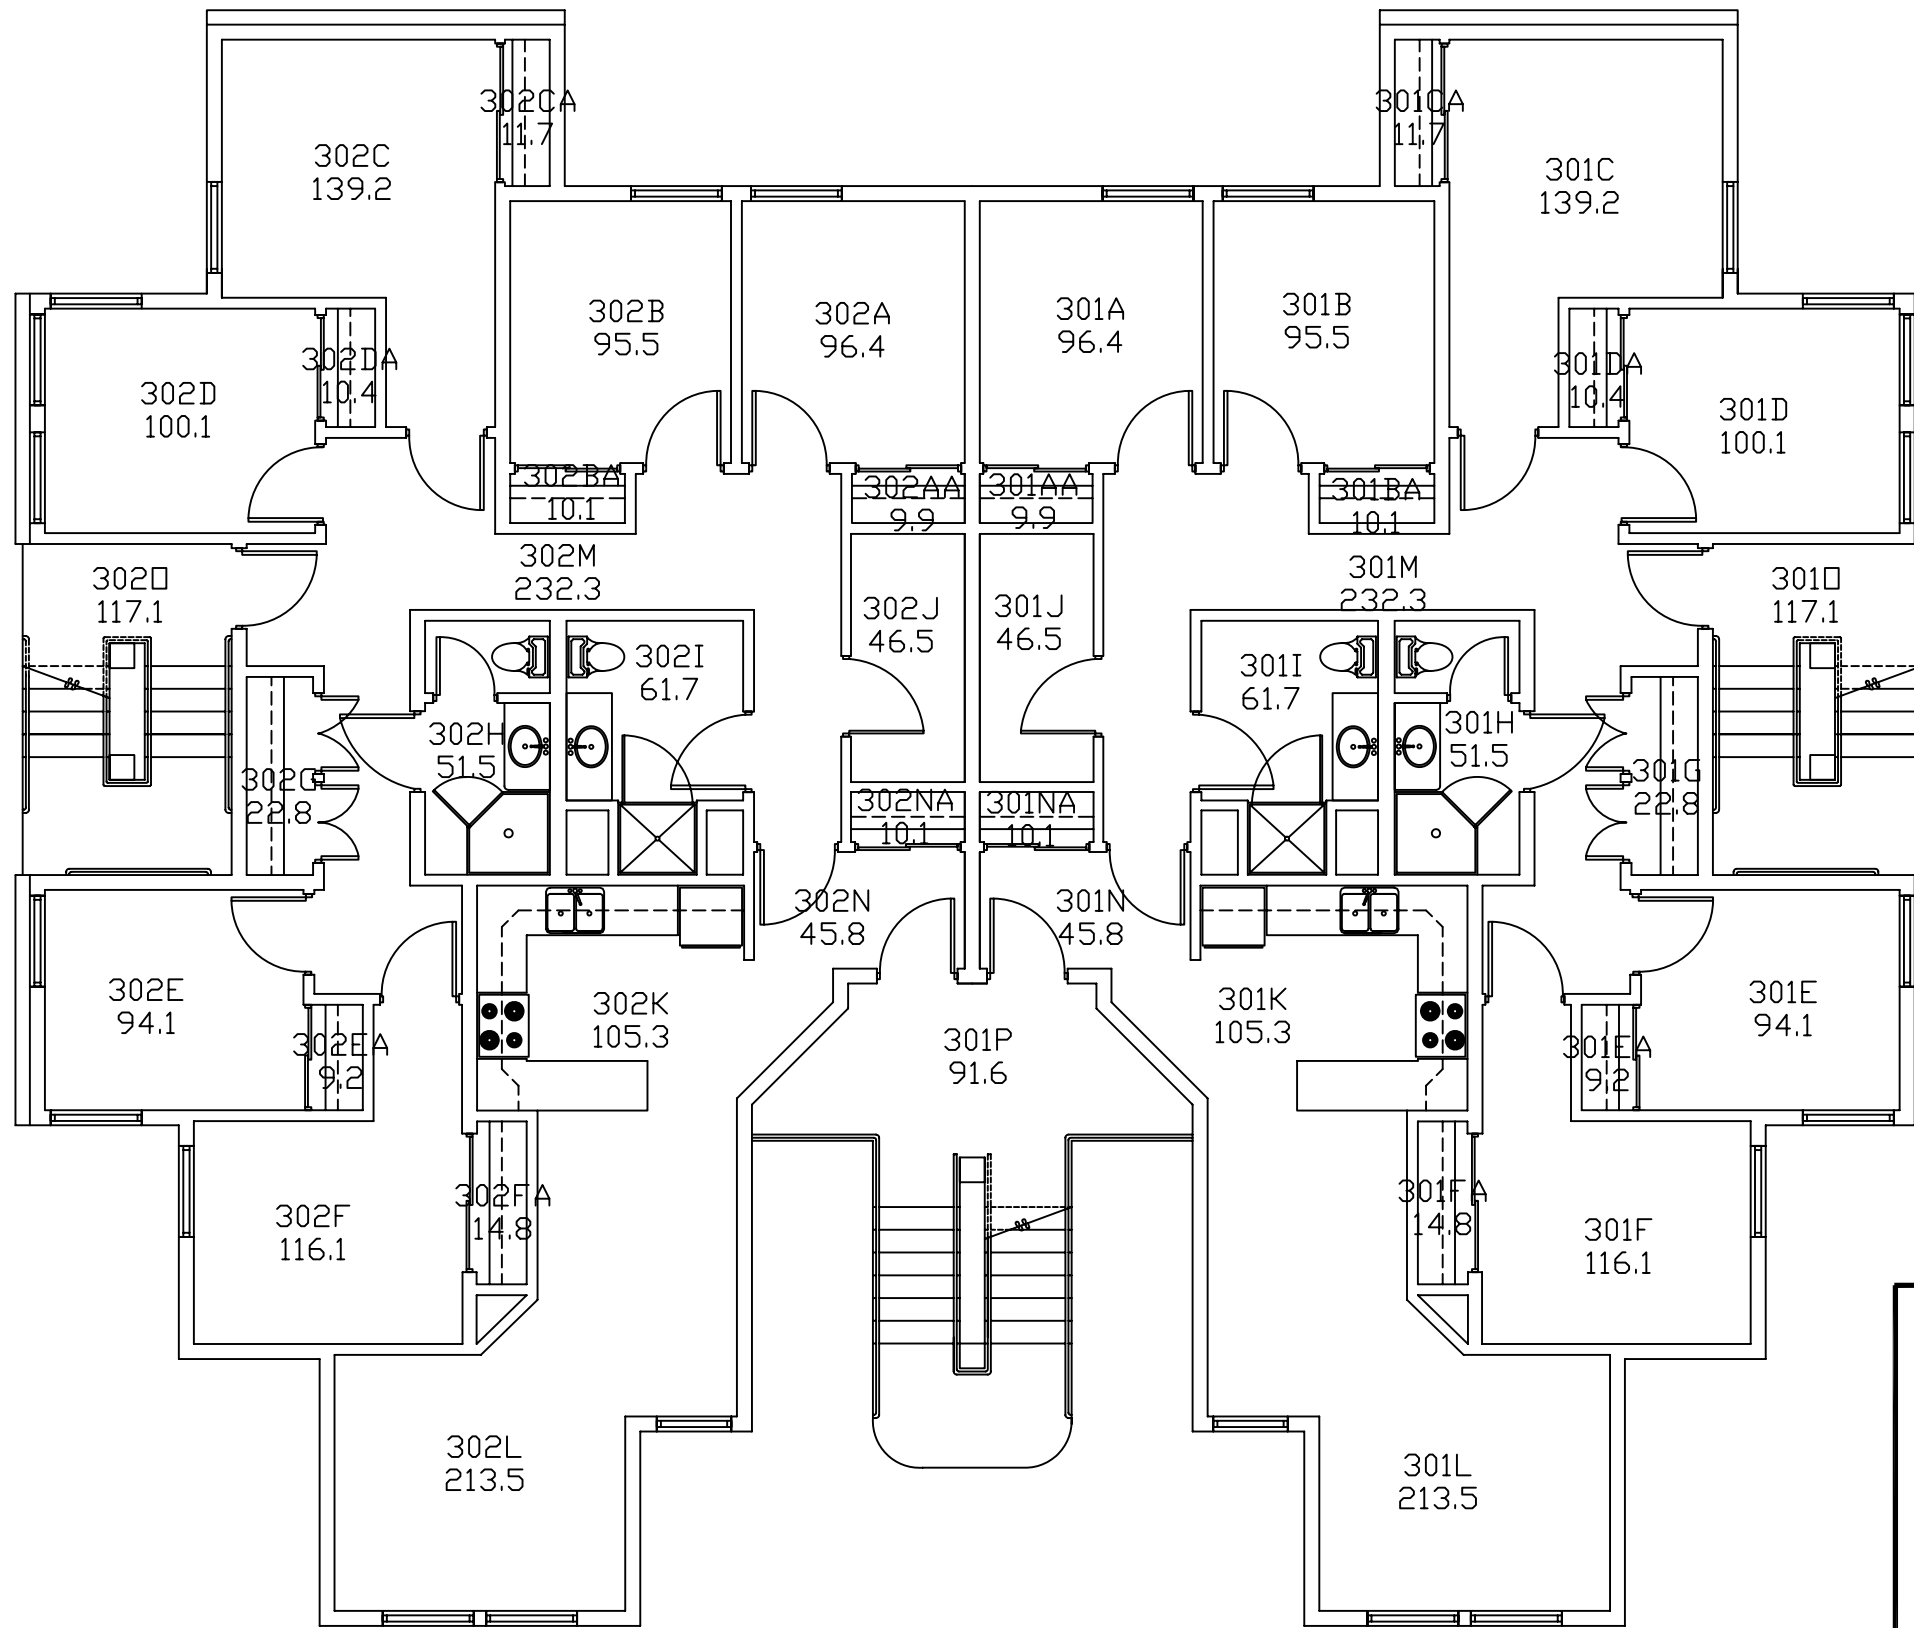 302CA
11.7
301CA
11.7
302C
139.2
301C
139.2
302B
95.5
302A
96.4
301A
96.4
301B
95.5
302DA
10.4
301DA
10.4
302D
100.1
301D
100.1
302BA
10.1
302AA
9.9
301AA
9.9
301BA
10.1
302M
232.3
301M
232.3
302O
117.1
301O
117.1
302J
46.5
301J
46.5
302I
61.7
301I
61.7
302H
51.5
301H
51.5
302G
22.8
301G
22.8
302NA
10.1
301NA
10.1
302N
45.8
301N
45.8
302E
94.1
302K
105.3
301K
105.3
301E
94.1
302EA
9.2
301P
91.6
301EA
9.2
302FA
14.8
301FA
14.8
302F
116.1
301F
116.1
302L
213.5
301L
213.5